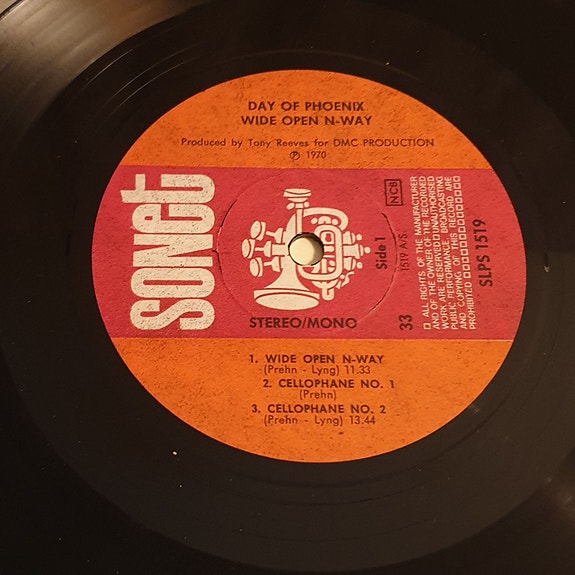 DAY OF PHOENIX
WIDE OPEN N-WAY
Produced by Tony Reeves for DMC PRODUCTION
℗ 1970
SONET
STEREO/MONO
Side 1
NCB
1519 A/S
33
ALL RIGHTS OF THE MANUFACTURER
AND OF THE OWNER OF THE RECORDED
WORK ARE RESERVED UNAUTHORISED
PUBLIC PERFORMANCE, BROADCASTING
AND COPYING OF THIS RECORD ARE
PROHIBITED
SLPS 1519
1. WIDE OPEN N-WAY
(Prehn - Lyng) 11.33
2. CELLOPHANE NO. 1
(Prehn)
3. CELLOPHANE NO. 2
(Prehn - Lyng) 13.44